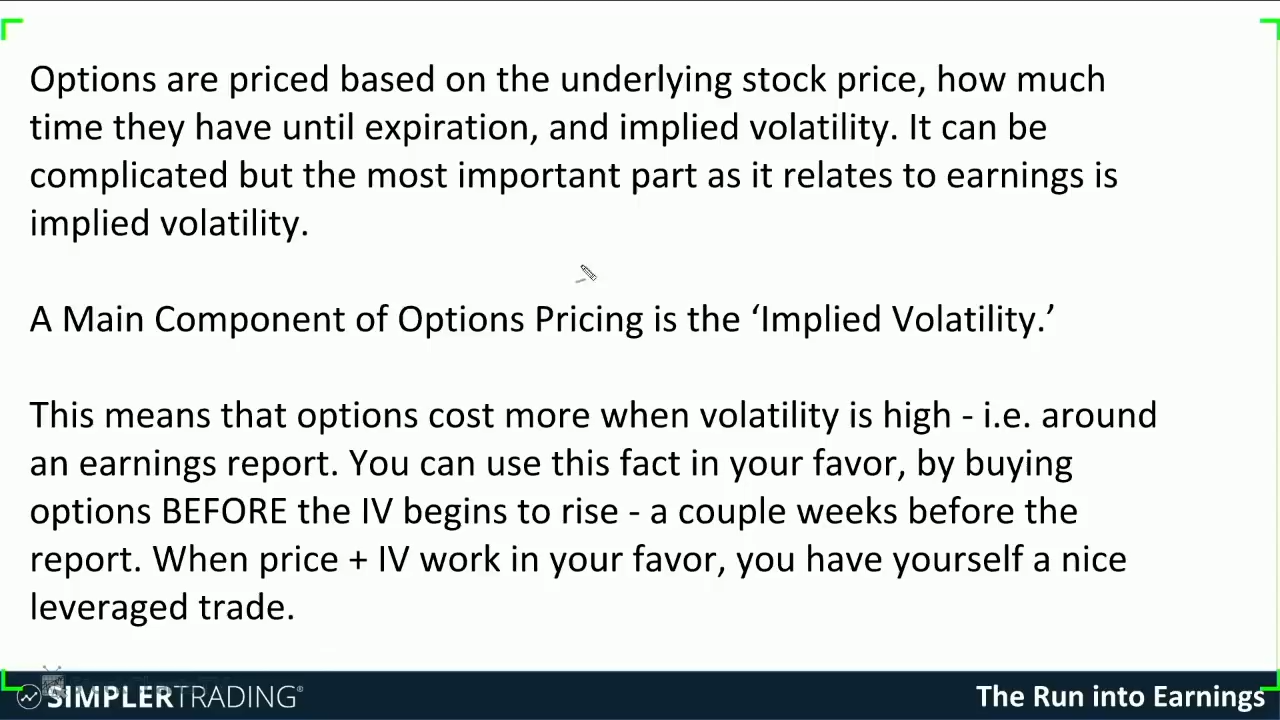 Options are priced based on the underlying stock price, how much
time they have until expiration, and implied volatility. It can be
complicated but the most important part as it relates to earnings is
implied volatility.
A Main Component of Options Pricing is the ‘Implied Volatility.’
This means that options cost more when volatility is high - i.e. around
an earnings report. You can use this fact in your favor, by buying
options BEFORE the IV begins to rise - a couple weeks before the
report. When price + IV work in your favor, you have yourself a nice
leveraged trade.
SIMPLERTRADING®
The Run into Earnings